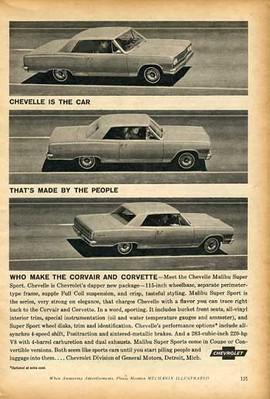 CHEVELLE IS THE CAR
THAT'S MADE BY THE PEOPLE
WHO MAKE THE CORVAIR AND CORVETTE—Meet the Chevelle Malibu Super
Sport. Chevelle is Chevrolet's dapper new package—115-inch wheelbase, separate perimeter-
type frame, supple Full Coil suspension, and crisp, tasteful styling. Malibu Super Sport is
the series, very strong on elegance, that charges Chevelle with a flavor you can trace right
back to the Corvair and Corvette. In a word, sporting. It includes bucket front seats, all-vinyl
interior trim, special instrumentation (oil and water temperature gauges and ammeter), and
Super Sport wheel disks, trim and identification. Chevelle's performance options* include all-
synchro 4-speed shift, Positraction and sintered-metallic brakes. And a 283-cubic-inch 220-hp
V8 with 4-barrel carburetion and dual exhausts. Malibu Super Sports come in Coupe or Con-
vertible versions. Both seem like sports cars until you start piling people and
luggage into them. . . . Chevrolet Division of General Motors, Detroit, Mich.
CHEVROLET
*Optional at extra cost.
When Answering Advertisements, Please Mention MECHANIX ILLUSTRATED